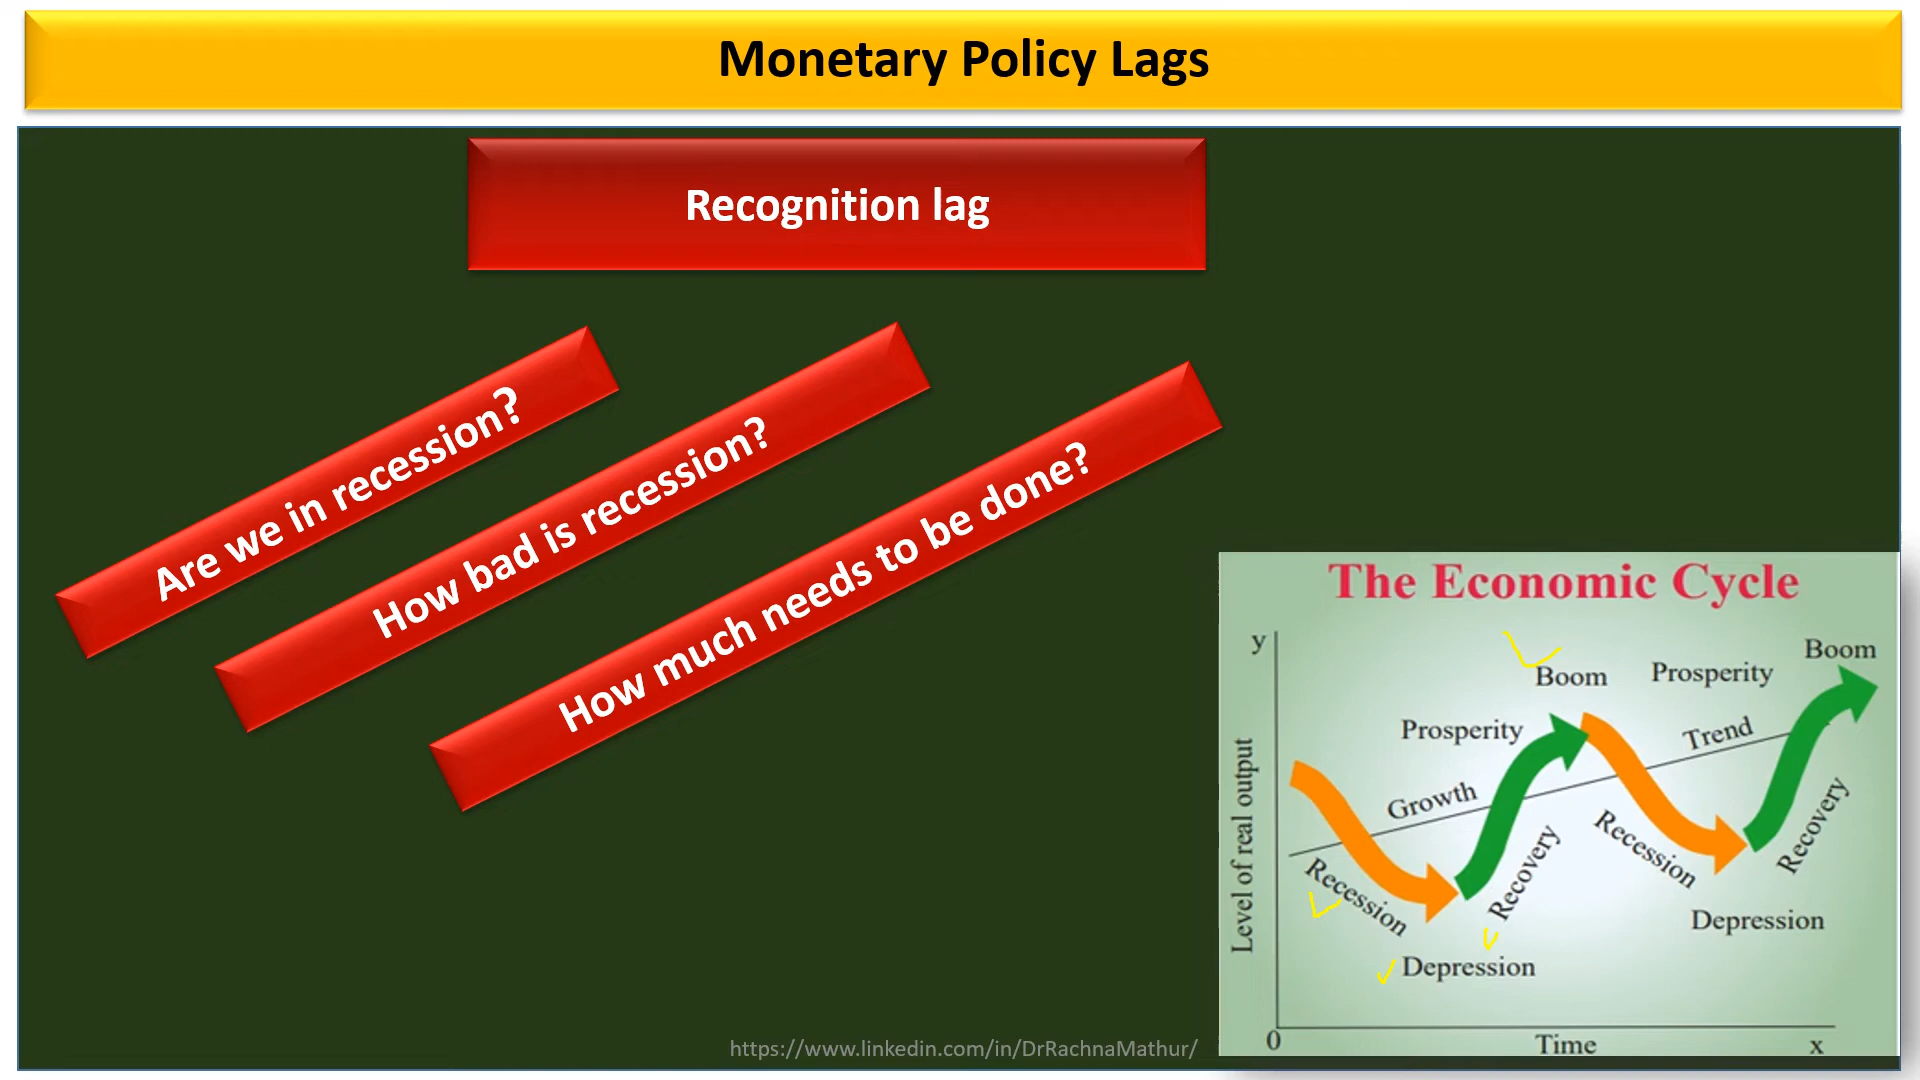 Monetary Policy Lags
Recognition lag
Are we in recession?
How bad is recession?
How much needs to be done?
The Economic Cycle
y
Boom
Boom
Prosperity
Prosperity
Trend
Growth
Level of real output
Recession
Recovery
Recession
Recovery
Depression
Depression
0
Time
x
https://www.linkedin.com/in/DrRachnaMathur/